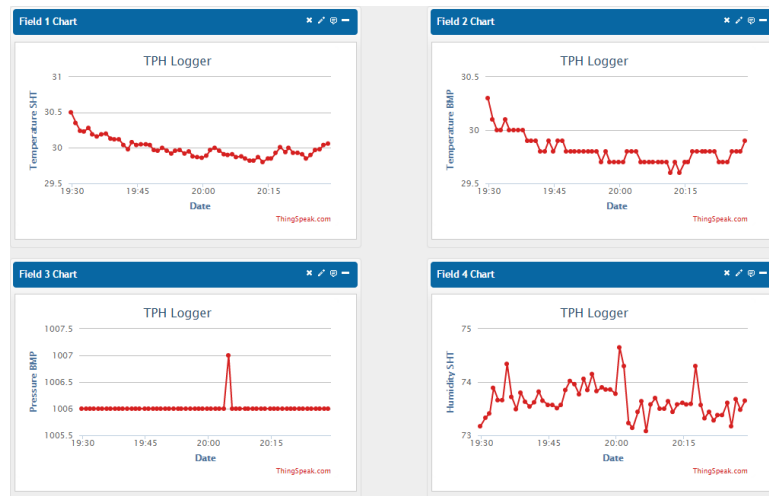 Field 1 Chart
TPH Logger
Temperature SHT
31
30.5
30
29.5
19:30 19:45 20:00 20:15
Date
ThingSpeak.com
Field 2 Chart
TPH Logger
Temperature BMP
30.5
30
29.5
19:30 19:45 20:00 20:15
Date
ThingSpeak.com
Field 3 Chart
TPH Logger
Pressure BMP
1007.5
1007
1006.5
1006
1005.5
19:30 19:45 20:00 20:15
Date
ThingSpeak.com
Field 4 Chart
TPH Logger
Humidity SHT
75
74
73
19:30 19:45 20:00 20:15
Date
ThingSpeak.com